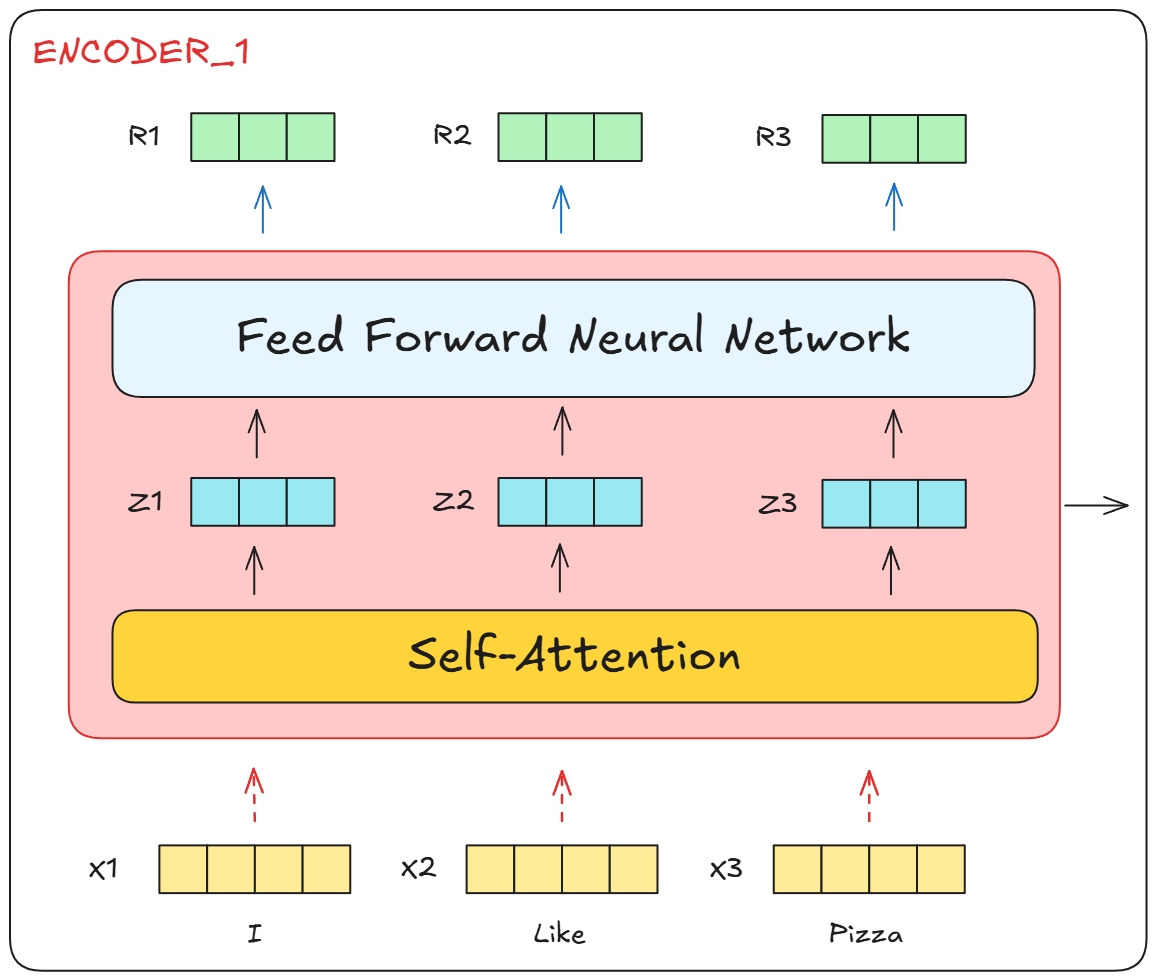 ENCODER_1
R1
R2
R3
Feed Forward Neural Network
Z1
Z2
Z3
Self-Attention
X1
X2
X3
I
Like
Pizza